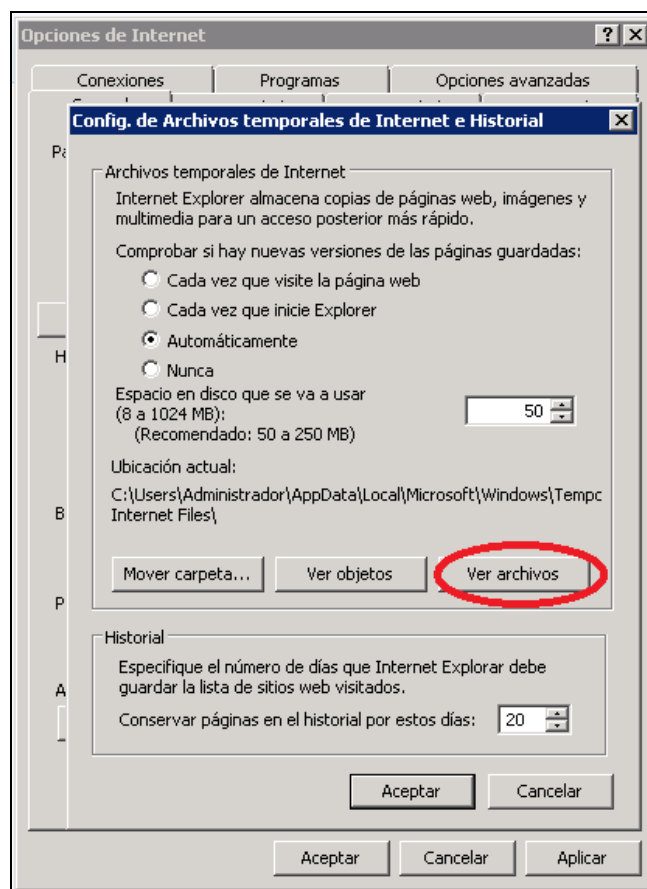 Opciones de Internet
Conexiones Programas Opciones avanzadas
Config. de Archivos temporales de Internet e Historial
Archivos temporales de Internet
Internet Explorer almacena copias de páginas web, imágenes y
multimedia para un acceso posterior más rápido.
Comprobar si hay nuevas versiones de las páginas guardadas:
Cada vez que visite la página web
Cada vez que inicie Explorer
Automáticamente
Nunca
Espacio en disco que se va a usar
(8 a 1024 MB): 50
(Recomendado: 50 a 250 MB)
Ubicación actual:
C:\Users\Administrador\AppData\Local\Microsoft\Windows\Tempc
Internet Files\
Mover carpeta... Ver objetos Ver archivos
Historial
Especifique el número de días que Internet Explorar debe
guardar la lista de sitios web visitados.
Conservar páginas en el historial por estos días: 20
Aceptar Cancelar
Aceptar Cancelar Aplicar